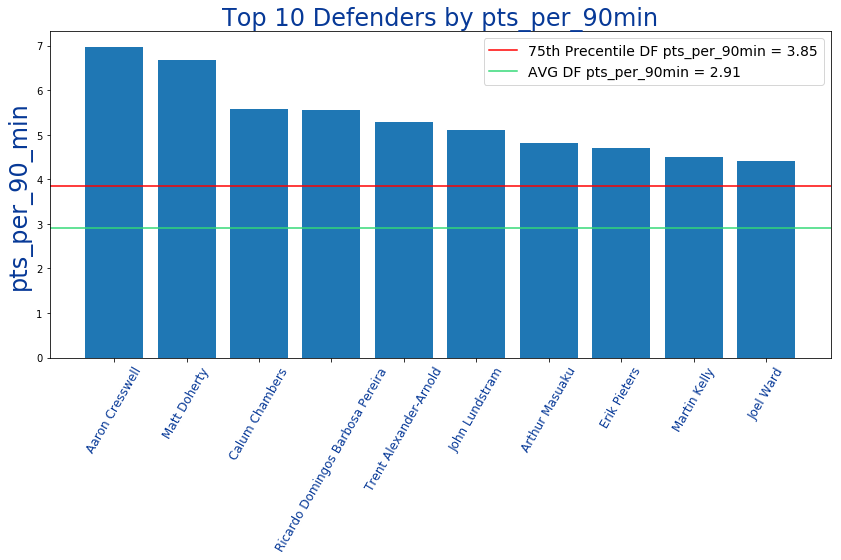 Top 10 Defenders by pts_per_90min
75th Precentile DF pts_per_90min = 3.85
AVG DF pts_per_90min = 2.91
pts_per_90_min
7
6
5
4
3
2
1
0
Aaron Cresswell
Matt Doherty
Calum Chambers
Ricardo Domingos Barbosa Pereira
Trent Alexander-Arnold
John Lundstram
Arthur Masuaku
Erik Pieters
Martin Kelly
Joel Ward